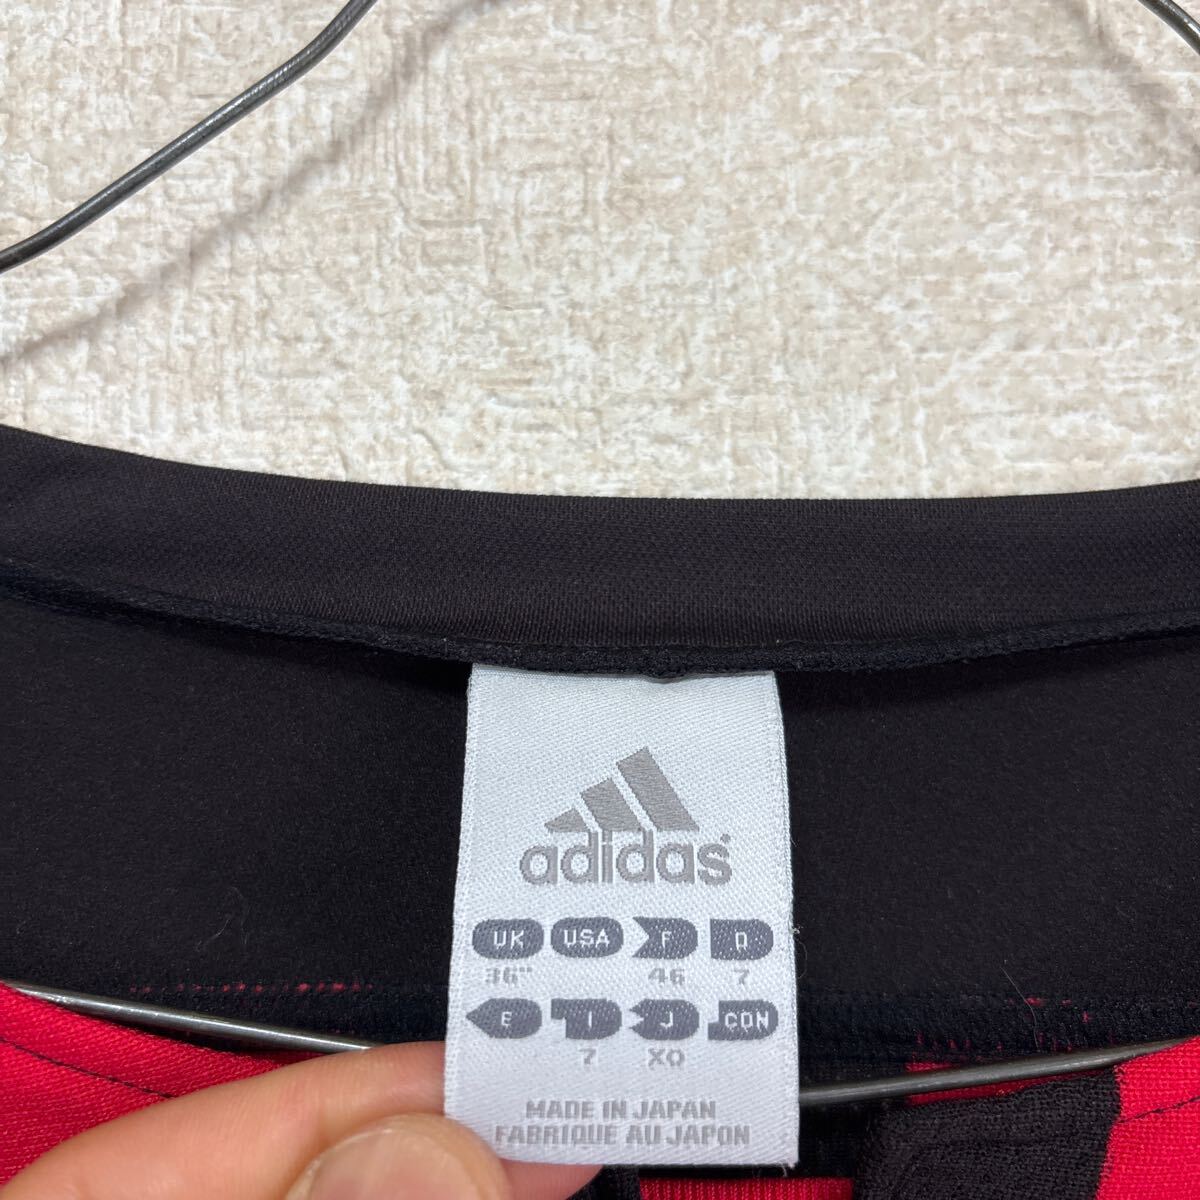 adidas
UK USA F D
36" 46 7
E I J CON
7 XO
MADE IN JAPAN
FABRIQUE AU JAPON